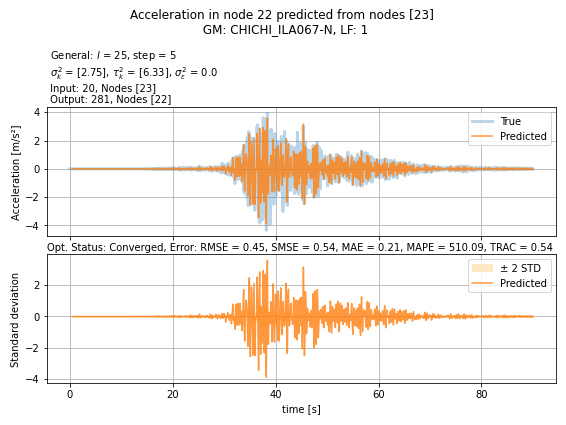 Acceleration in node 22 predicted from nodes [23]
GM: CHICHI_ILA067-N, LF: 1
General: l = 25, step = 5
σ²ₖ = [2.75], τ²ₖ = [6.33], σ²ε = 0.0
Input: 20, Nodes [23]
Output: 281, Nodes [22]
4
2
0
−2
−4
Acceleration [m/s²]
True
Predicted
Opt. Status: Converged, Error: RMSE = 0.45, SMSE = 0.54, MAE = 0.21, MAPE = 510.09, TRAC = 0.54
2
0
−2
−4
Standard deviation
± 2 STD
Predicted
0 20 40 60 80
time [s]